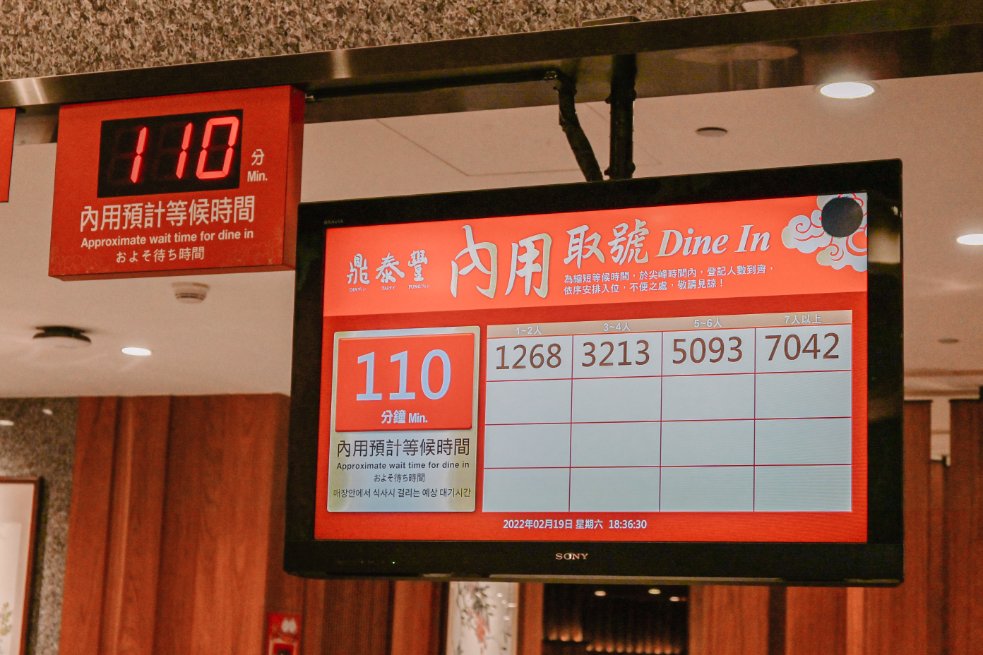 110
分
Min.
內用預計等候時間
Approximate wait time for dine in
およそ待ち時間
鼎泰豐
內用取號 Dine In
為縮短等候時間，於尖峰時間內，登記人數到齊，
依序安排入位，不便之處，敬請見諒！
110
分鐘 Min.
內用預計等候時間
Approximate wait time for dine in
およそ待ち時間
매장안에서 식사시 걸리는 예상 대기시간
1~2人 3~4人 5~6人 7人以上
1268 3213 5093 7042
2022年02月19日 星期六 18:36:30
SONY